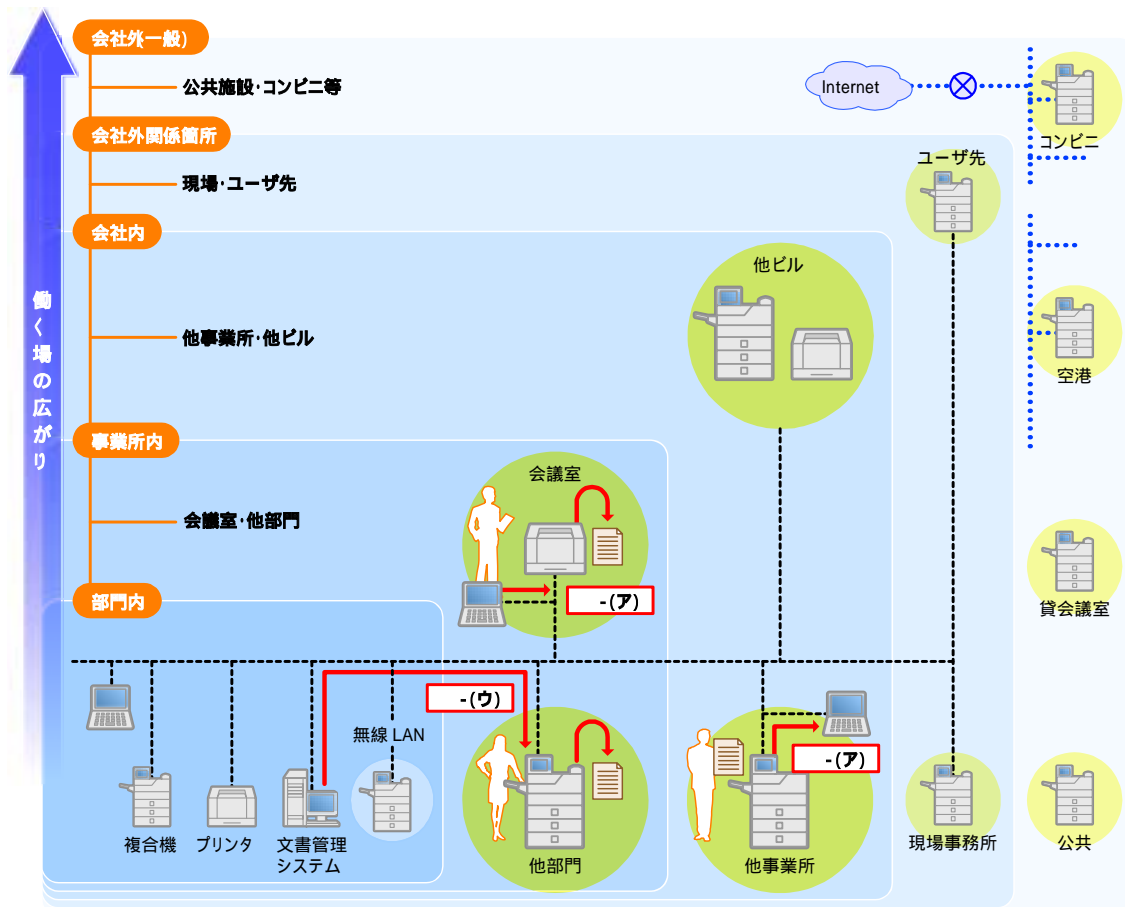 会社外(一般)
公共施設・コンビニ等
Internet
コンビニ
会社外関係箇所
現場・ユーザ先
ユーザ先
会社内
他事業所・他ビル
他ビル
空港
働く場の広がり
事業所内
会議室・他部門
会議室
-(ア)
貸会議室
部門内
-(ウ)
無線 LAN
-(ア)
複合機
プリンタ
文書管理
システム
他部門
他事業所
現場事務所
公共